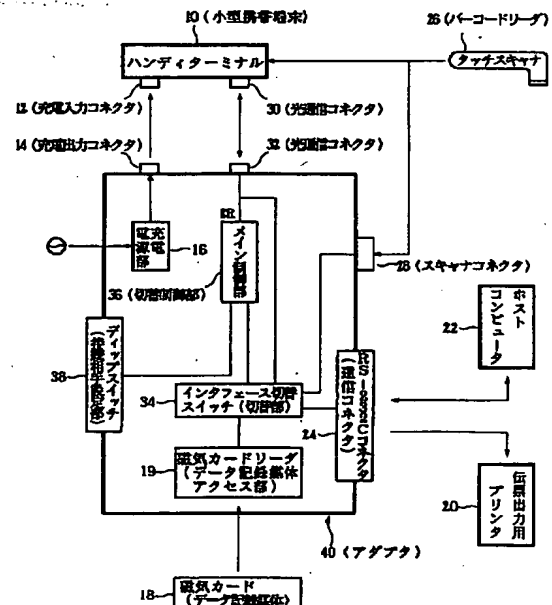 10(小型携帯端末)
26(バーコードリーダ)
ハンディターミナル
タッチスキャナ
12(充電入力コネクタ)
30(光通信コネクタ)
14(充電出力コネクタ)
32(光通信コネクタ)
充電
電源部
16
メイン制御部
36(切替制御部)
28(スキャナコネクタ)
ホスト
コンピュータ
22
ディップスイッチ
38
インタフェース切替
スイッチ(切替部)
34
RS-232Cコネクタ
(通信コネクタ)
24
磁気カードリーダ
(データ記録媒体
アクセス部)
19
伝票出力用
プリンタ
20
40(アダプタ)
磁気カード
(データ記録媒体)
18